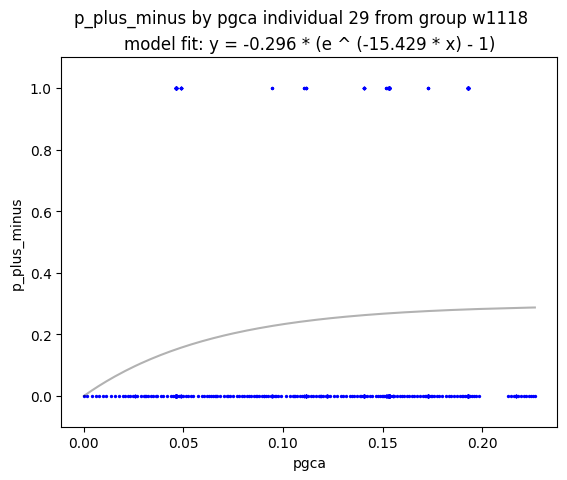 p_plus_minus by pgca individual 29 from group w1118
model fit: y = -0.296 * (e ^ (-15.429 * x) - 1)
1.0
0.8
0.6
0.4
0.2
0.0
p_plus_minus
0.00 0.05 0.10 0.15 0.20
pgca